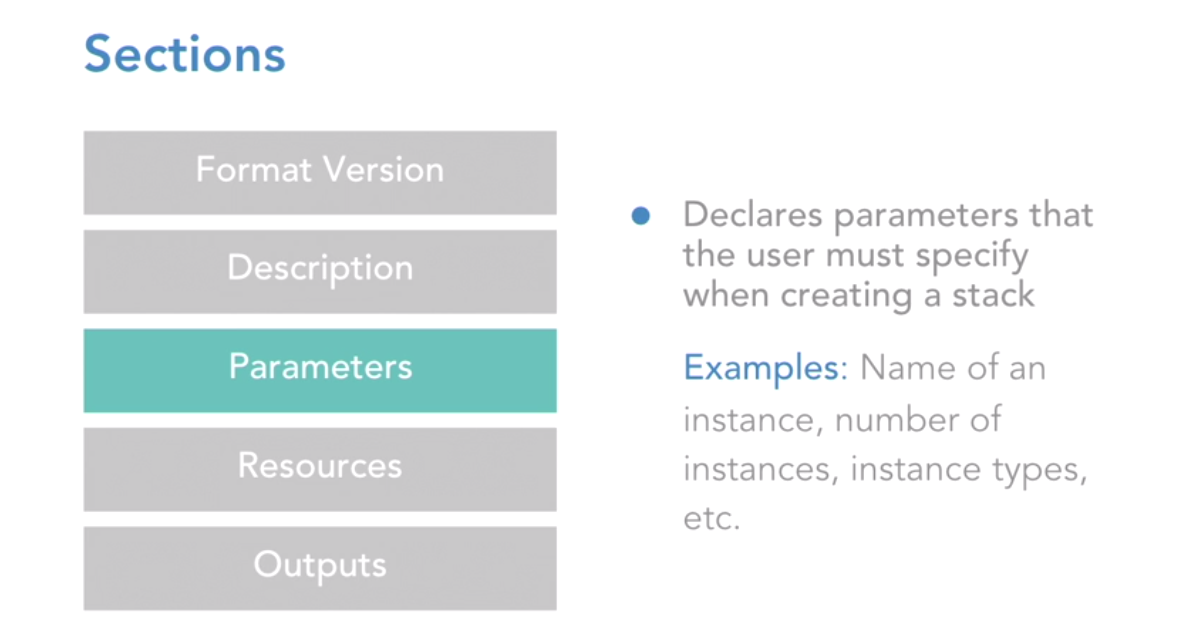 Sections
Format Version
Description
Parameters
Resources
Outputs
Declares parameters that
the user must specify
when creating a stack
Examples: Name of an
instance, number of
instances, instance types,
etc.